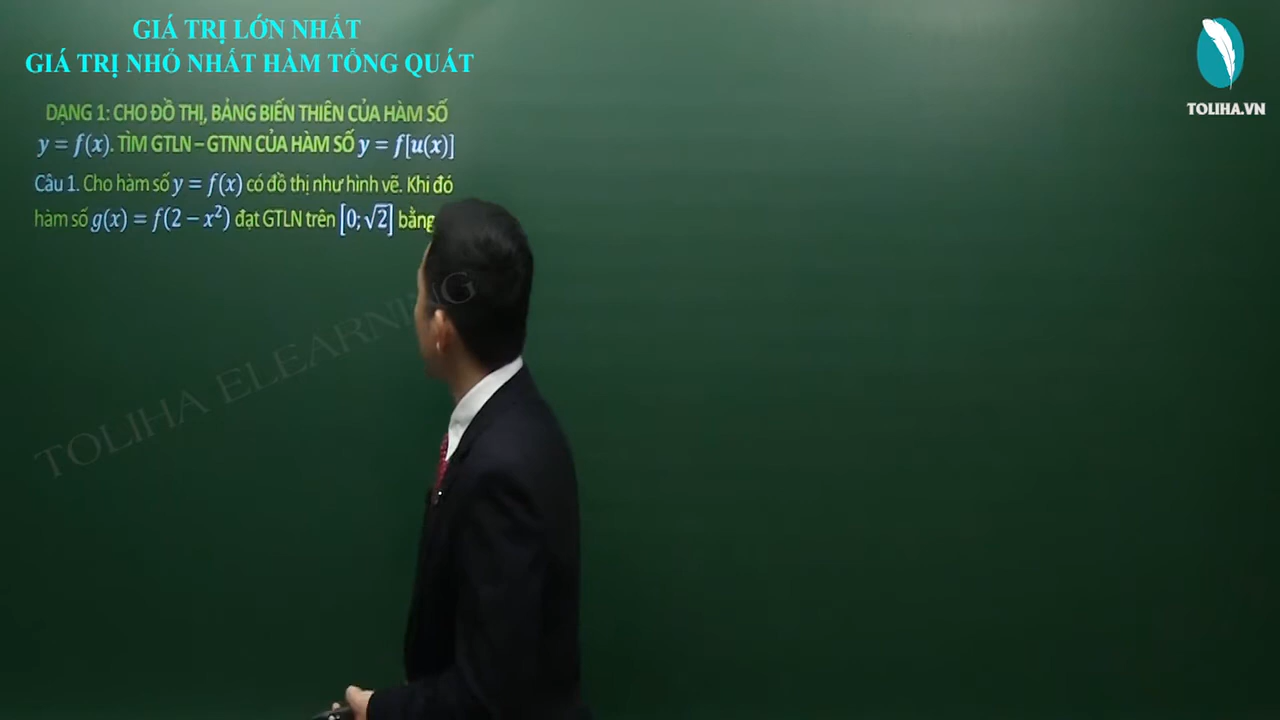 GIÁ TRỊ LỚN NHẤT
GIÁ TRỊ NHỎ NHẤT HÀM TỔNG QUÁT
TOLIHA.VN
DẠNG 1: CHO ĐỒ THỊ, BẢNG BIẾN THIÊN CỦA HÀM SỐ
y = f(x). TÌM GTLN – GTNN CỦA HÀM SỐ y = f[u(x)]
Câu 1. Cho hàm số y = f(x) có đồ thị như hình vẽ. Khi đó
hàm số g(x) = f(2 − x²) đạt GTLN trên [0; √2] bằng
TOLIHA ELEARNING